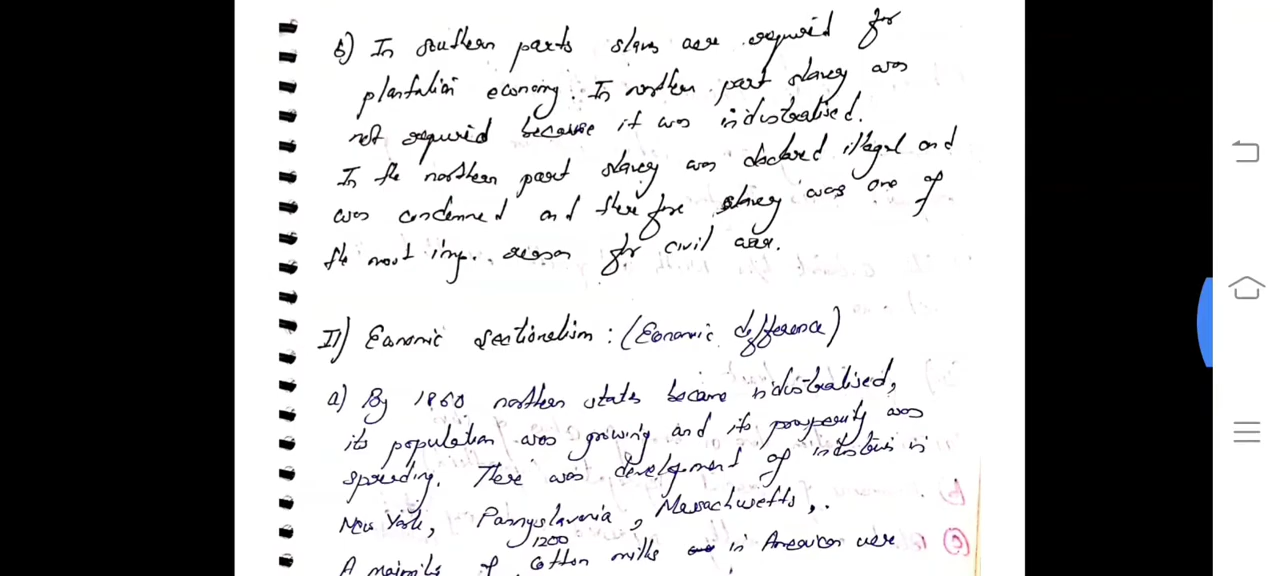 b) In southern parts slaves were required for
plantation economy. In northern part slavery was
not required because it was industralised.
In the northern part slavery was declared illegal and
was condemned and therefore slavery was one of
the most imp. reason for civil war.
II) Economic sectionalism : (Economic difference)
a) By 1860 northern states became industralised,
its population was growing and its prosperity was
spreading. There was development of industries in
New York, Pennyslavenia, Massachusetts,.
1200
A majority of cotton mills in American were